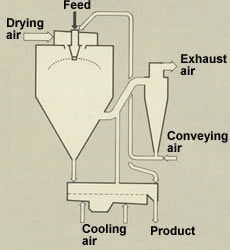 Feed
Drying
air
Exhaust
air
Conveying
air
Cooling
air
Product